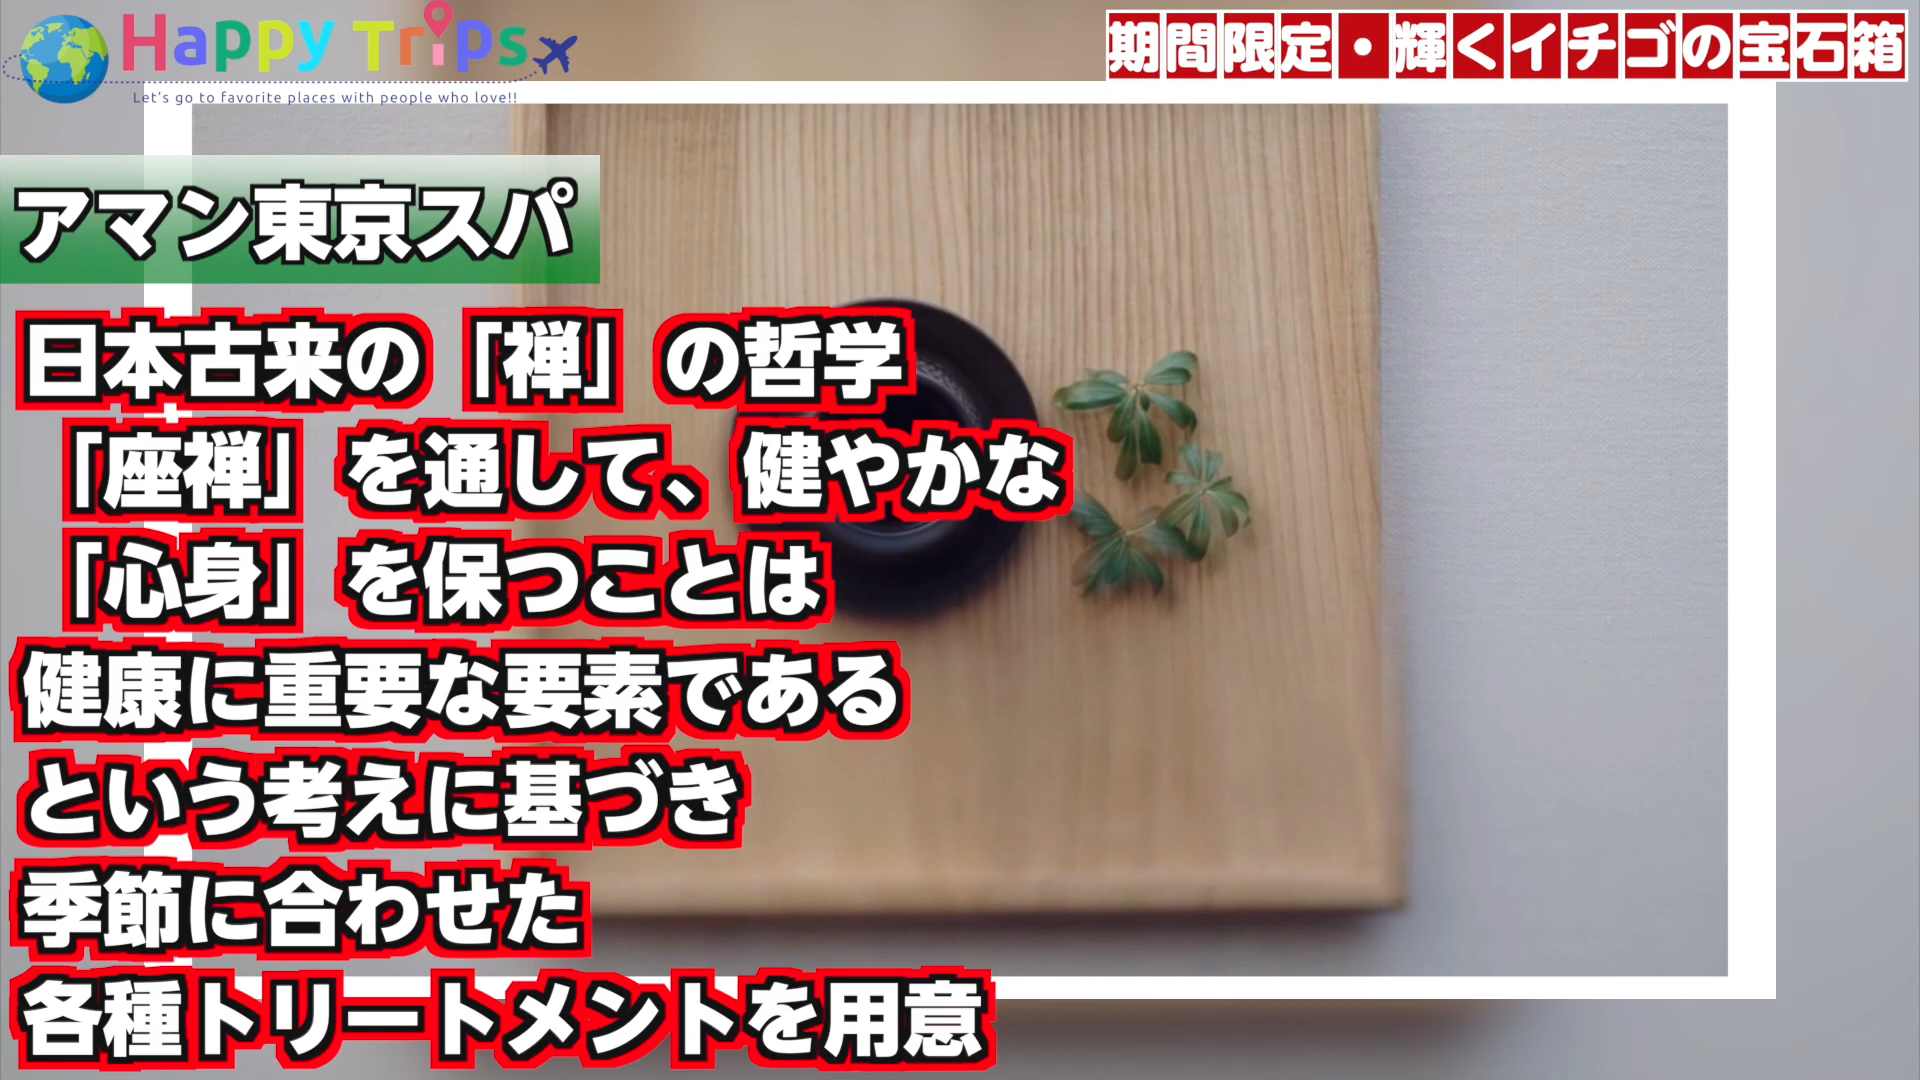 Happy Trips
Let's go to favorite places with people who love!!
期間限定・輝くイチゴの宝石箱
アマン東京スパ
日本古来の「禅」の哲学
「座禅」を通して、健やかな
「心身」を保つことは
健康に重要な要素である
という考えに基づき
季節に合わせた
各種トリートメントを用意